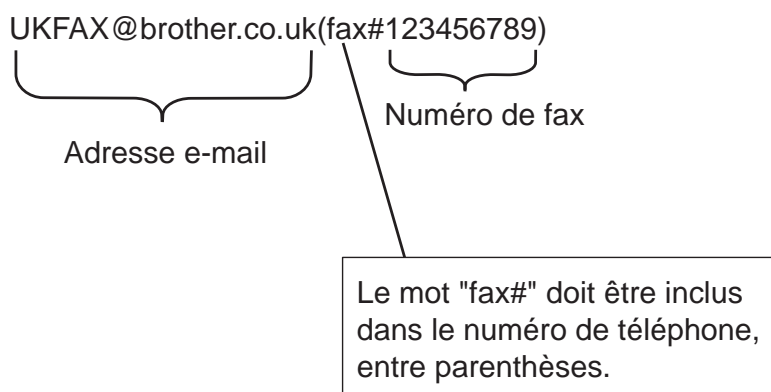 UKFAX@brother.co.uk(fax#123456789)
Numéro de fax
Adresse e-mail
Le mot "fax#" doit être inclus
dans le numéro de téléphone,
entre parenthèses.